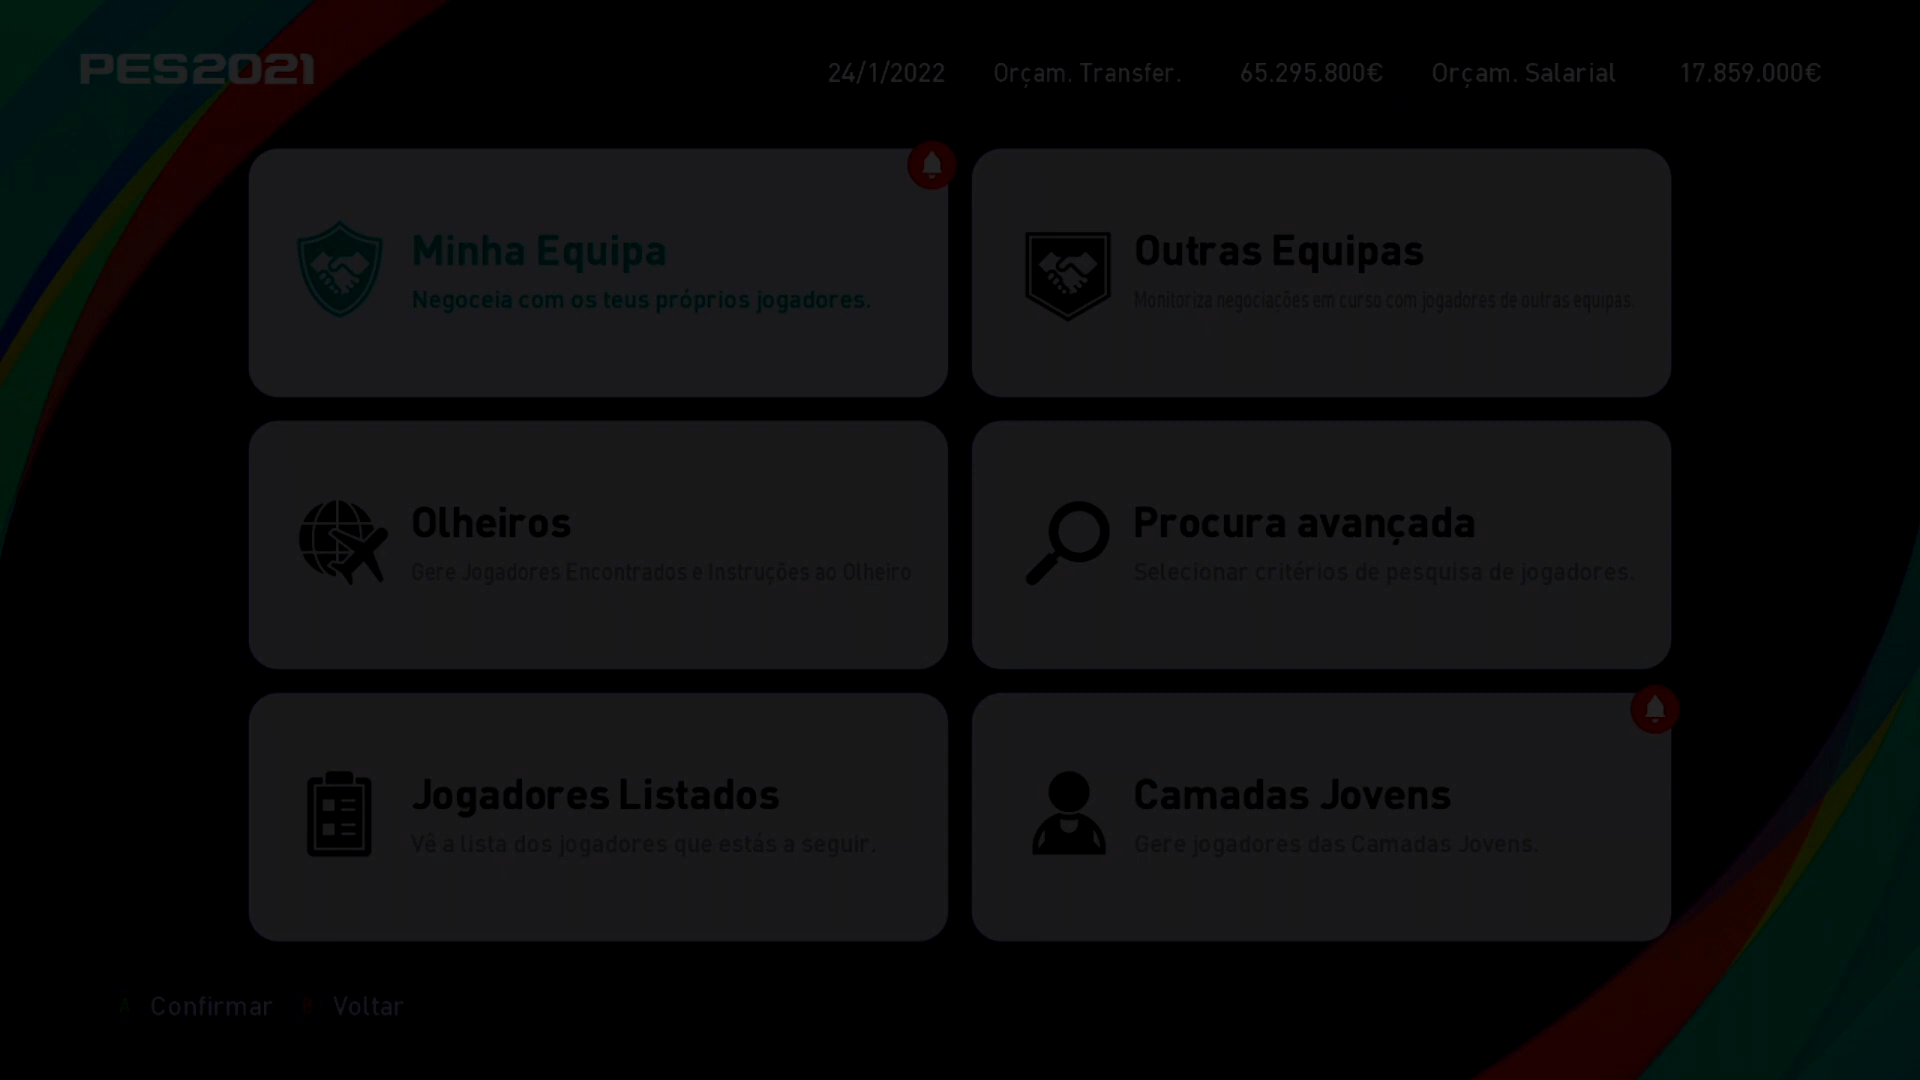 PES2021
24/1/2022 Orçam. Transfer. 65.295.800€ Orçam. Salarial 17.859.000€
Minha Equipa
Negoceia com os teus próprios jogadores.
Outras Equipas
Monitoriza negociações em curso com jogadores de outras equipas.
Olheiros
Gere Jogadores Encontrados e Instruções ao Olheiro
Procura avançada
Selecionar critérios de pesquisa de jogadores.
Jogadores Listados
Vê a lista dos jogadores que estás a seguir.
Camadas Jovens
Gere jogadores das Camadas Jovens.
A Confirmar B Voltar